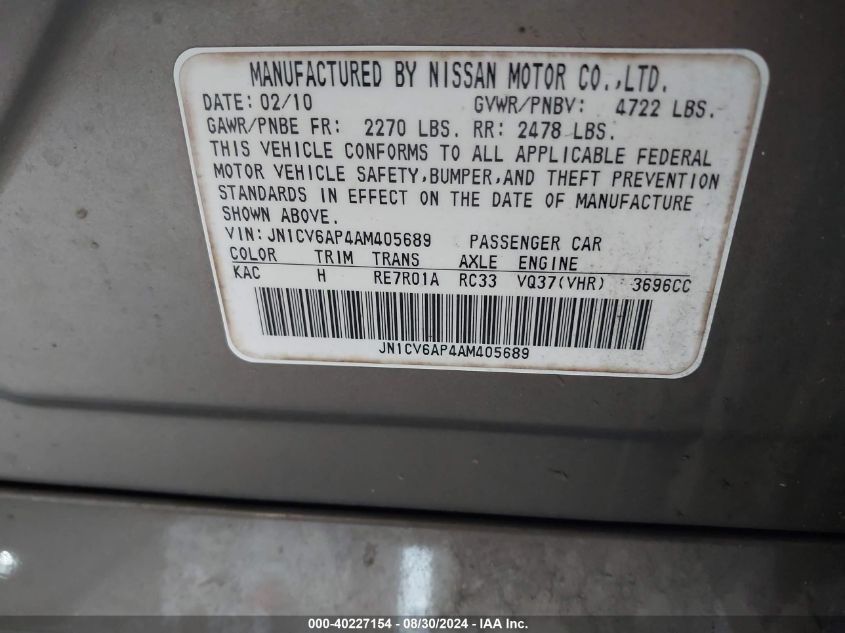 MANUFACTURED BY NISSAN MOTOR CO.,LTD.
DATE: 02/10 GVWR/PNBV: 4722 LBS.
GAWR/PNBE FR: 2270 LBS. RR: 2478 LBS.
THIS VEHICLE CONFORMS TO ALL APPLICABLE FEDERAL
MOTOR VEHICLE SAFETY,BUMPER,AND THEFT PREVENTION
STANDARDS IN EFFECT ON THE DATE OF MANUFACTURE
SHOWN ABOVE.
VIN:JN1CV6AP4AM405689 PASSENGER CAR
COLOR TRIM TRANS AXLE ENGINE
KAC H RE7R01A RC33 VQ37(VHR) 3696CC
JN1CV6AP4AM405689
000-40227154 - 08/30/2024 - IAA Inc.